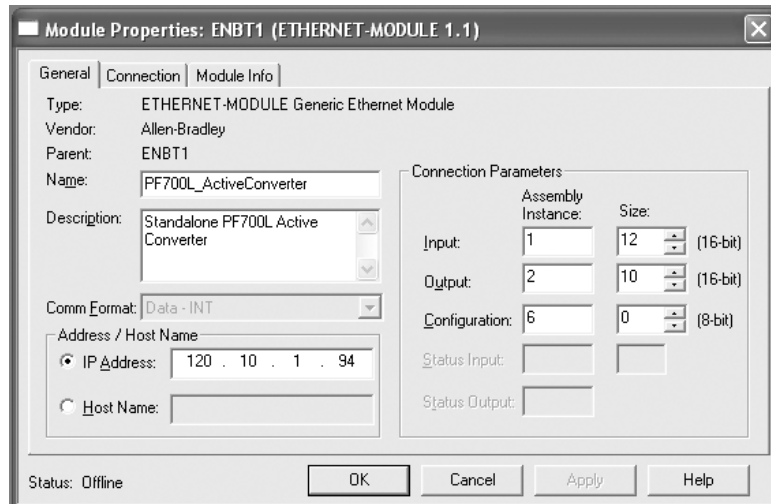 Module Properties: ENBT1 (ETHERNET-MODULE 1.1)
General
Connection
Module Info
Type: ETHERNET-MODULE Generic Ethernet Module
Vendor: Allen-Bradley
Parent: ENBT1
Name: PF700L_ActiveConverter
Description: Standalone PF700L Active
Converter
Comm Format: Data - INT
Address / Host Name
IP Address: 120 . 10 . 1 . 94
Host Name:
Connection Parameters
Assembly
Instance:
Size:
Input: 1 12 (16-bit)
Output: 2 10 (16-bit)
Configuration: 6 0 (8-bit)
Status Input:
Status Output:
Status: Offline
OK
Cancel
Apply
Help